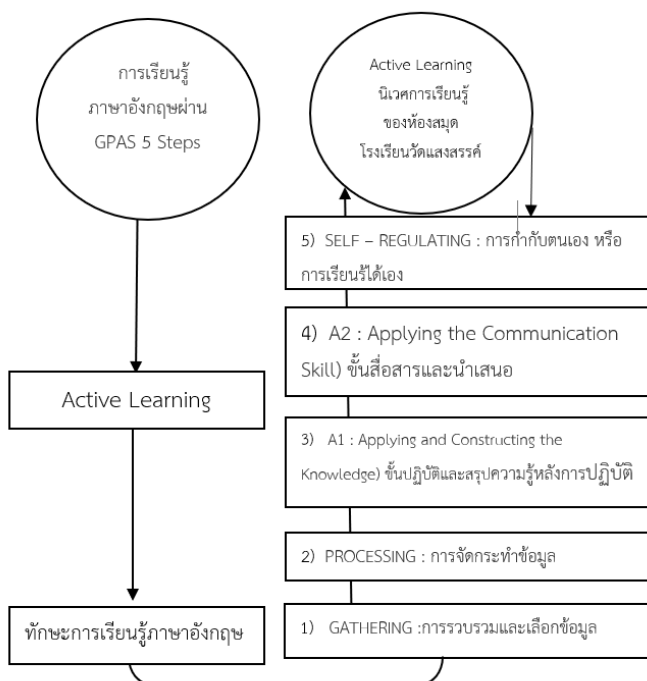 การเรียนรู้
ภาษาอังกฤษผ่าน
GPAS 5 Steps
Active Learning
ทักษะการเรียนรู้ภาษาอังกฤษ
Active Learning
นิเวศการเรียนรู้
ของห้องสมุด
โรงเรียนวัดแสงสรรค์
5) SELF – REGULATING : การกำกับตนเอง หรือ
การเรียนรู้ได้เอง
4) A2 : Applying the Communication
Skill) ขั้นสื่อสารและนำเสนอ
3) A1 : Applying and Constructing the
Knowledge) ขั้นปฏิบัติและสรุปความรู้หลังการปฏิบัติ
2) PROCESSING : การจัดกระทำข้อมูล
1) GATHERING :การรวบรวมและเลือกข้อมูล